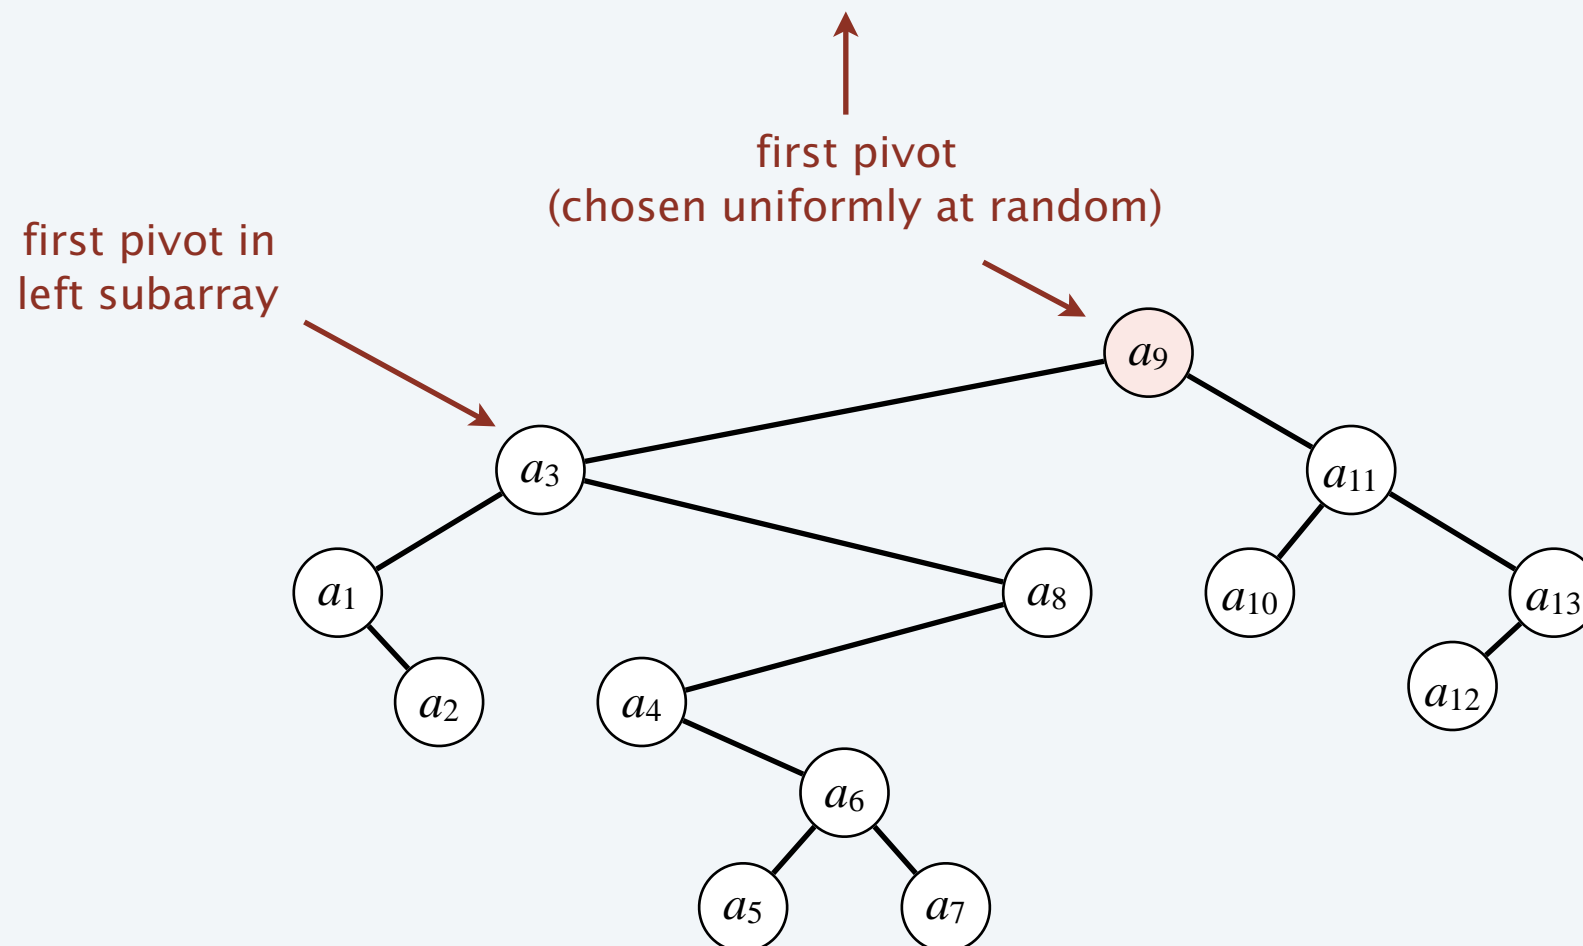 first pivot
(chosen uniformly at random)
first pivot in
left subarray
a9
a3
a11
a1
a8
a10
a13
a2
a4
a12
a6
a5
a7